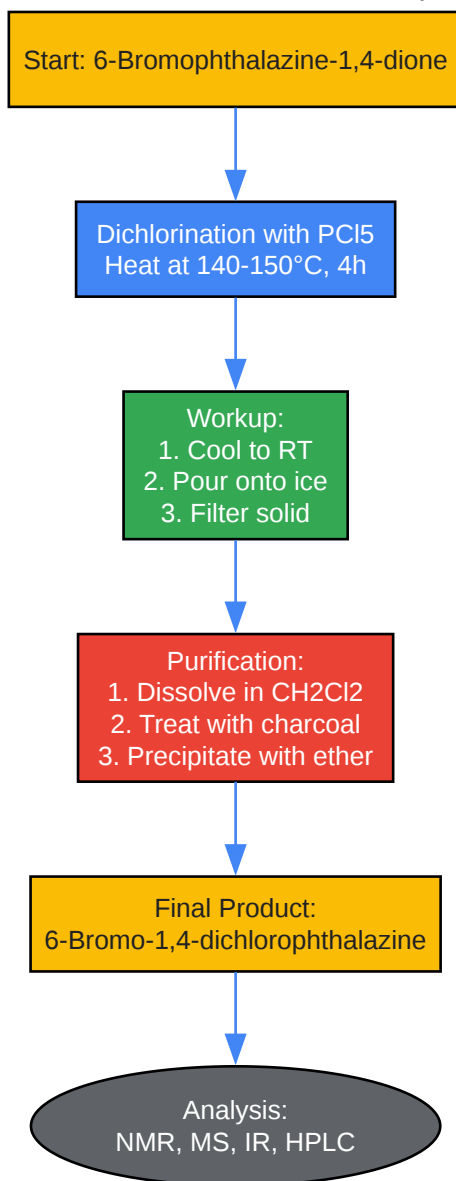 Start: 6-Bromophthalazine-1,4-dione
Dichlorination with PCl5
Heat at 140-150°C, 4h
Workup:
1. Cool to RT
2. Pour onto ice
3. Filter solid
Purification:
1. Dissolve in CH2Cl2
2. Treat with charcoal
3. Precipitate with ether
Final Product:
6-Bromo-1,4-dichlorophthalazine
Analysis:
NMR, MS, IR, HPLC